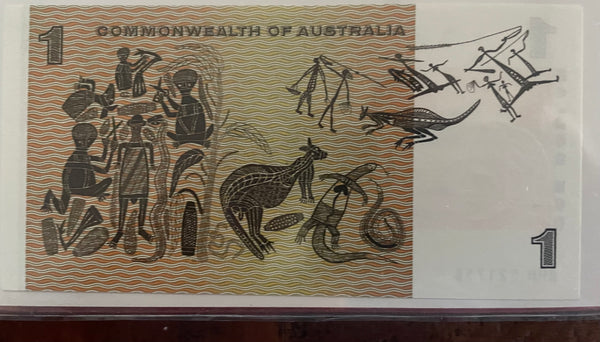 1 COMMONWEALTH OF AUSTRALIA
1